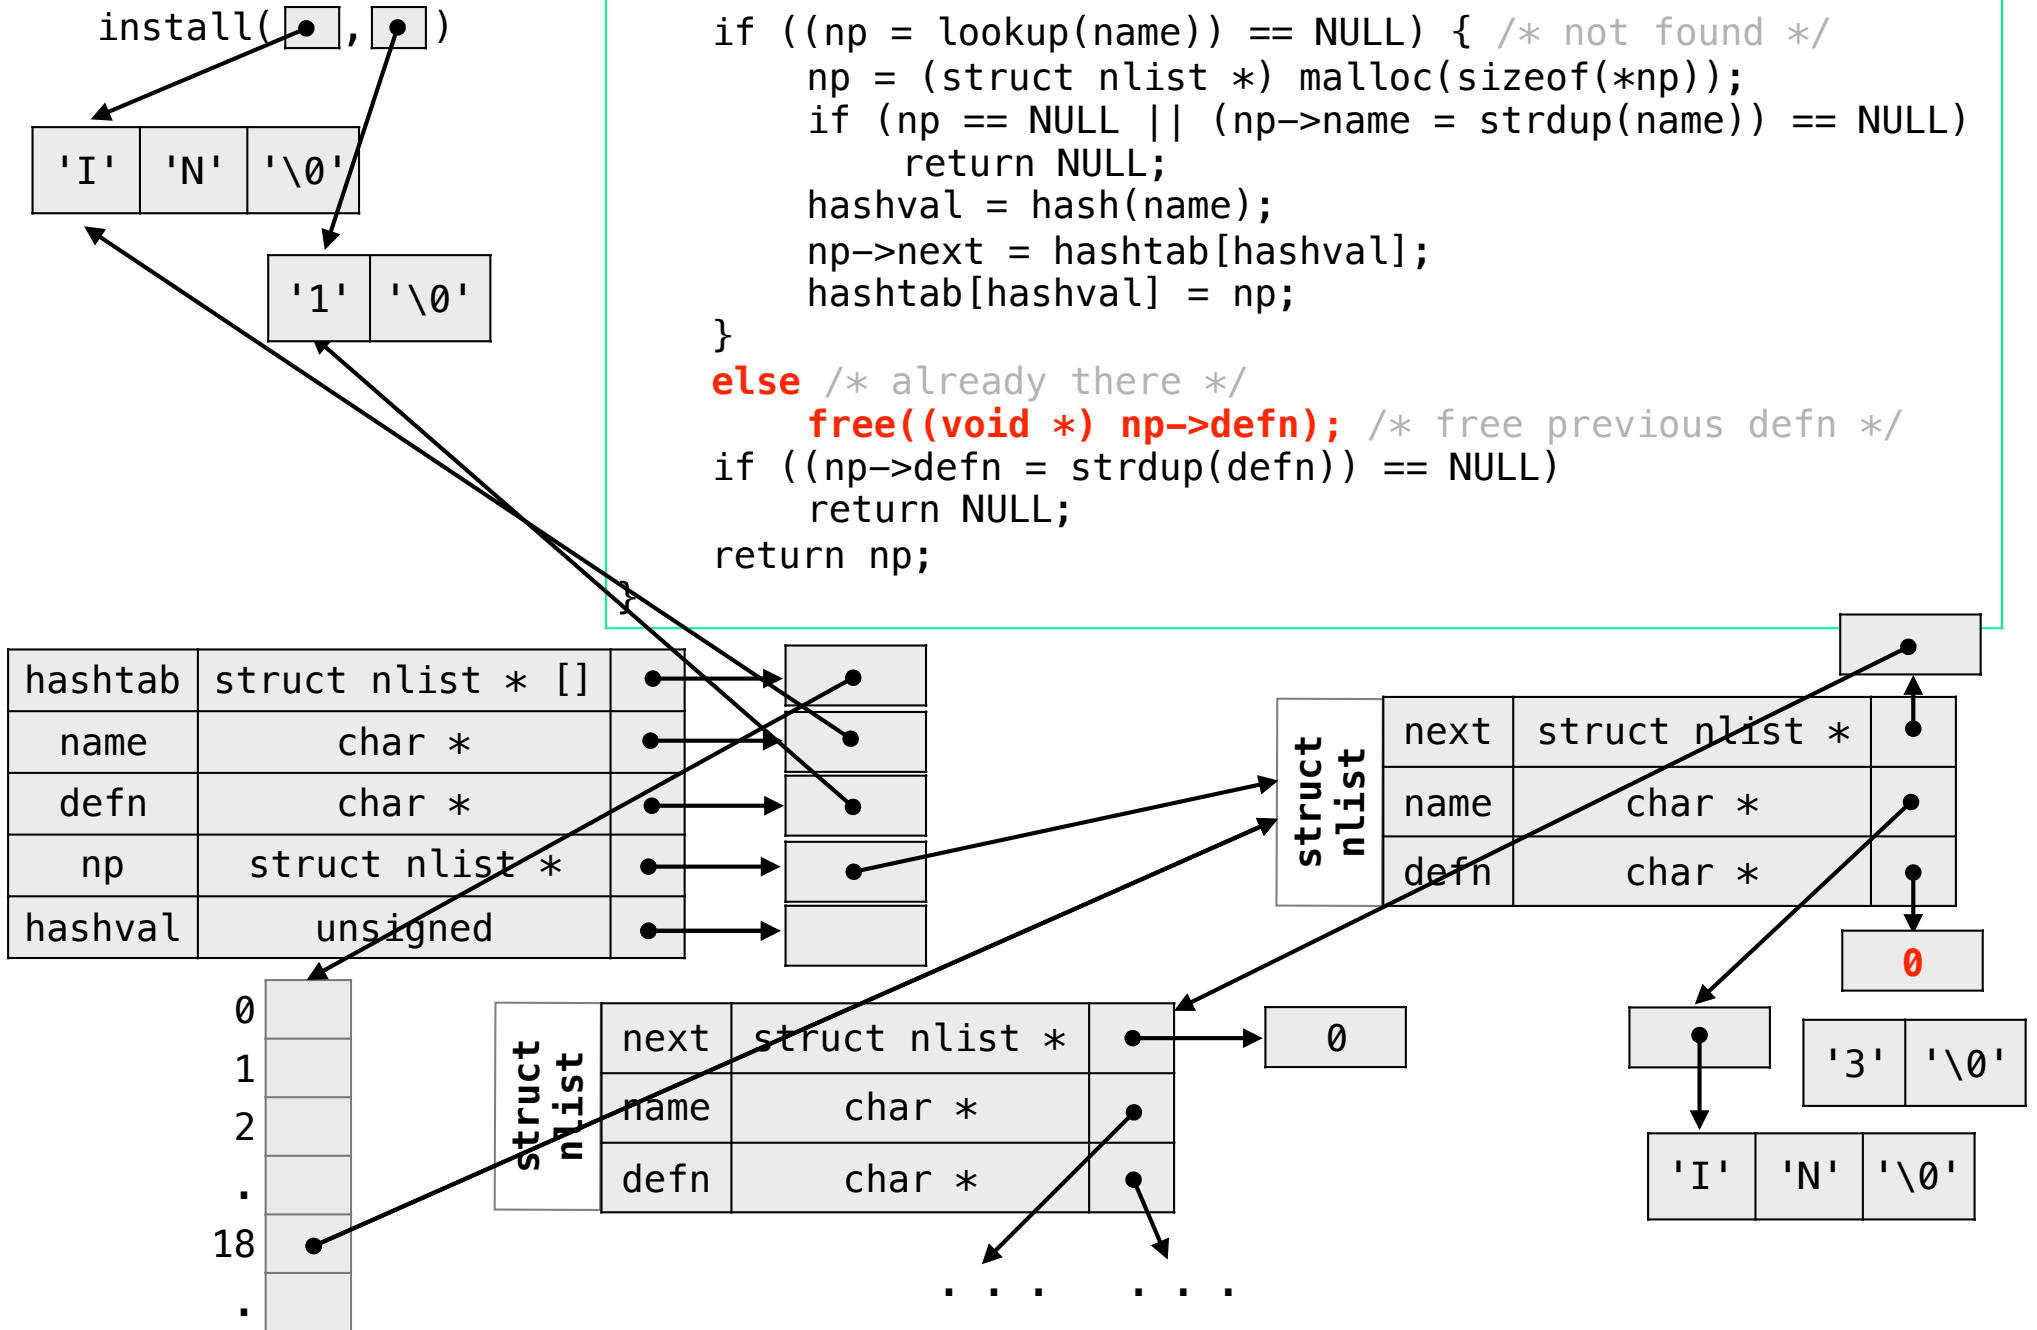 install( , )
'I' 'N' '\0'
'1' '\0'
if ((np = lookup(name)) == NULL) { /* not found */
np = (struct nlist *) malloc(sizeof(*np));
if (np == NULL || (np->name = strdup(name)) == NULL)
return NULL;
hashval = hash(name);
np->next = hashtab[hashval];
hashtab[hashval] = np;
}
else /* already there */
free((void *) np->defn); /* free previous defn */
if ((np->defn = strdup(defn)) == NULL)
return NULL;
return np;
}
hashtab struct nlist * []
name char *
defn char *
np struct nlist *
hashval unsigned
struct
nlist
next struct nlist *
name char *
defn char *
0
'3' '\0'
'I' 'N' '\0'
0
1
2
.
18
.
struct
nlist
next struct nlist *
name char *
defn char *
0
. . . . . .